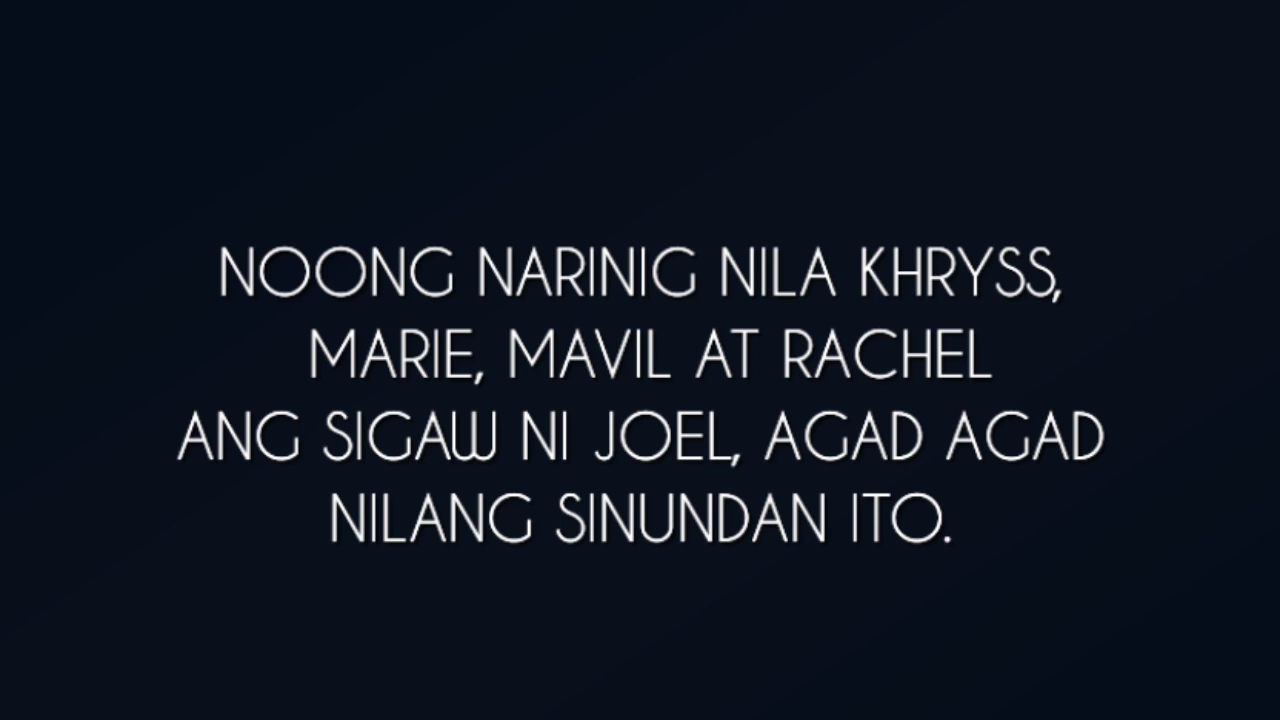 NOONG NARINIG NILA KHRYSS,
MARIE, MAVIL AT RACHEL
ANG SIGAW NI JOEL, AGAD AGAD
NILANG SINUNDAN ITO.